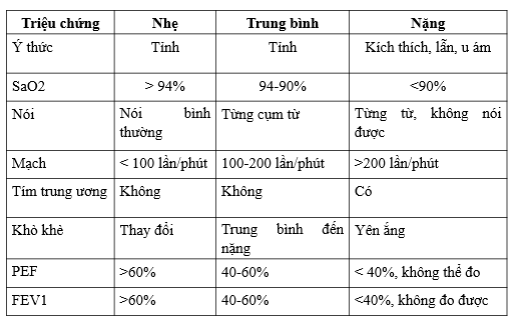 Triệu chứng Nhẹ Trung bình Nặng
Ý thức Tỉnh Tỉnh Kích thích, lẫn, u ám
SaO2 > 94% 94-90% <90%
Nói Nói bình thường Từng cụm từ Từng từ, không nói được
Mạch < 100 lần/phút 100-200 lần/phút >200 lần/phút
Tím trung ương Không Không Có
Khò khè Thay đổi Trung bình đến nặng Yên ắng
PEF >60% 40-60% < 40%, không thể đo
FEV1 >60% 40-60% <40%, không đo được